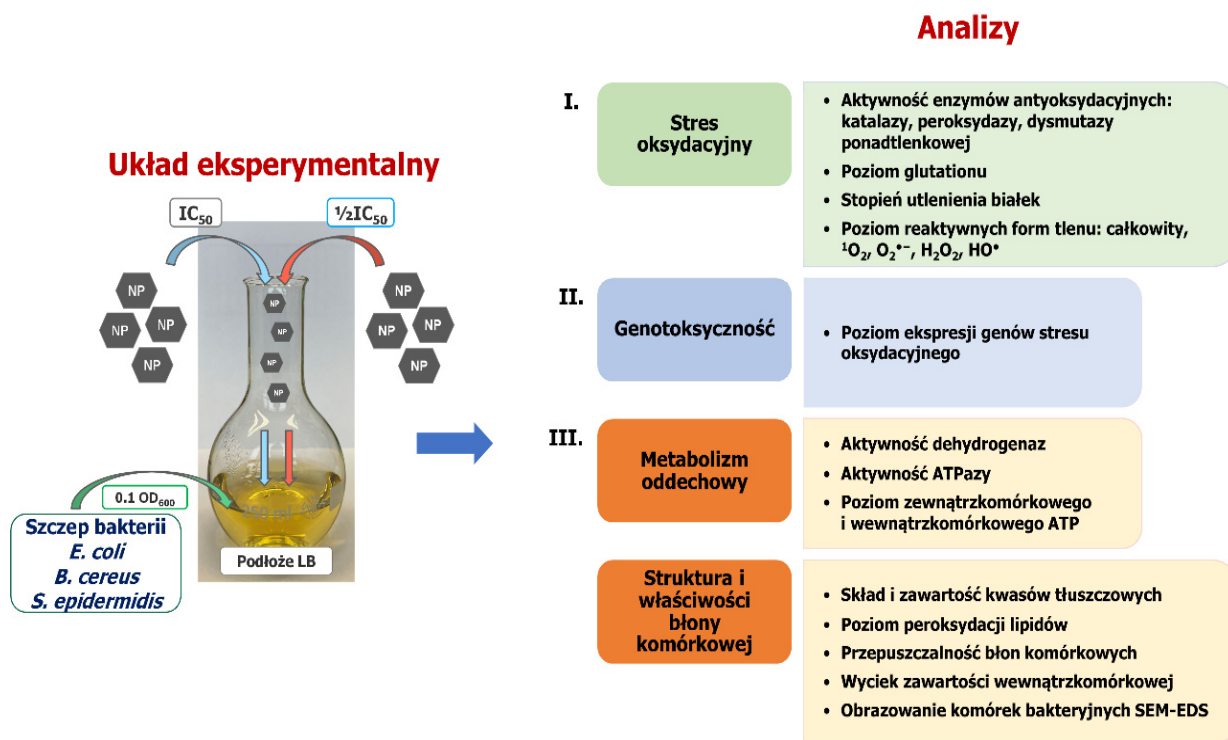 Analizy
Układ eksperymentalny
IC₅₀
½IC₅₀
NP
NP
NP
NP
NP
NP
NP
NP
NP
NP
NP
NP
250 ml
0.1 OD₆₀₀
Szczep bakterii
E. coli
B. cereus
S. epidermidis
Podłoże LB
I.
Stres
oksydacyjny
• Aktywność enzymów antyoksydacyjnych:
katalazy, peroksydazy, dysmutazy
ponadtlenkowej
• Poziom glutationu
• Stopień utlenienia białek
• Poziom reaktywnych form tlenu: całkowity,
¹O₂, O₂•−, H₂O₂, HO•
II.
Genotoksyczność
• Poziom ekspresji genów stresu
oksydacyjnego
III.
Metabolizm
oddechowy
• Aktywność dehydrogenaz
• Aktywność ATPazy
• Poziom zewnątrzkomórkowego
i wewnątrzkomórkowego ATP
Struktura i
właściwości
błony
komórkowej
• Skład i zawartość kwasów tłuszczowych
• Poziom peroksydacji lipidów
• Przepuszczalność błon komórkowych
• Wyciek zawartości wewnątrzkomórkowej
• Obrazowanie komórek bakteryjnych SEM-EDS